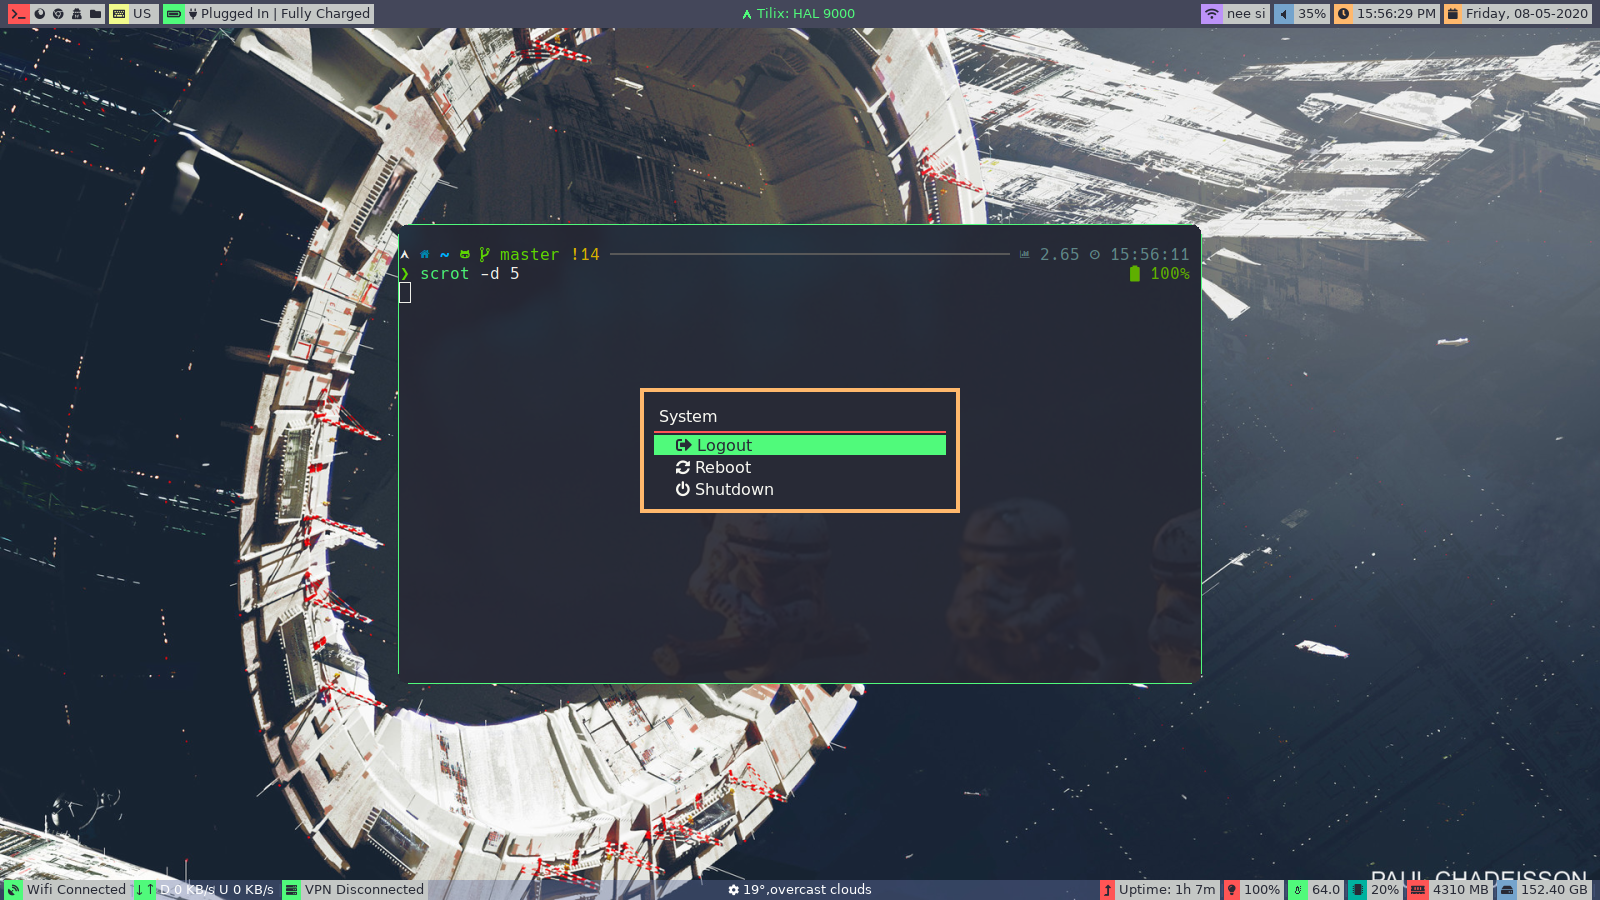 US
Plugged In | Fully Charged
Tilix: HAL 9000
nee si
35%
15:56:29 PM
Friday, 08-05-2020
~ master !14
2.65
15:56:11
❯ scrot -d 5
100%
System
Logout
Reboot
Shutdown
PAUL CHADEISSON
Wifi Connected
↓↑ D 0 KB/s U 0 KB/s
VPN Disconnected
19°,overcast clouds
Uptime: 1h 7m
100%
64.0
20%
4310 MB
152.40 GB